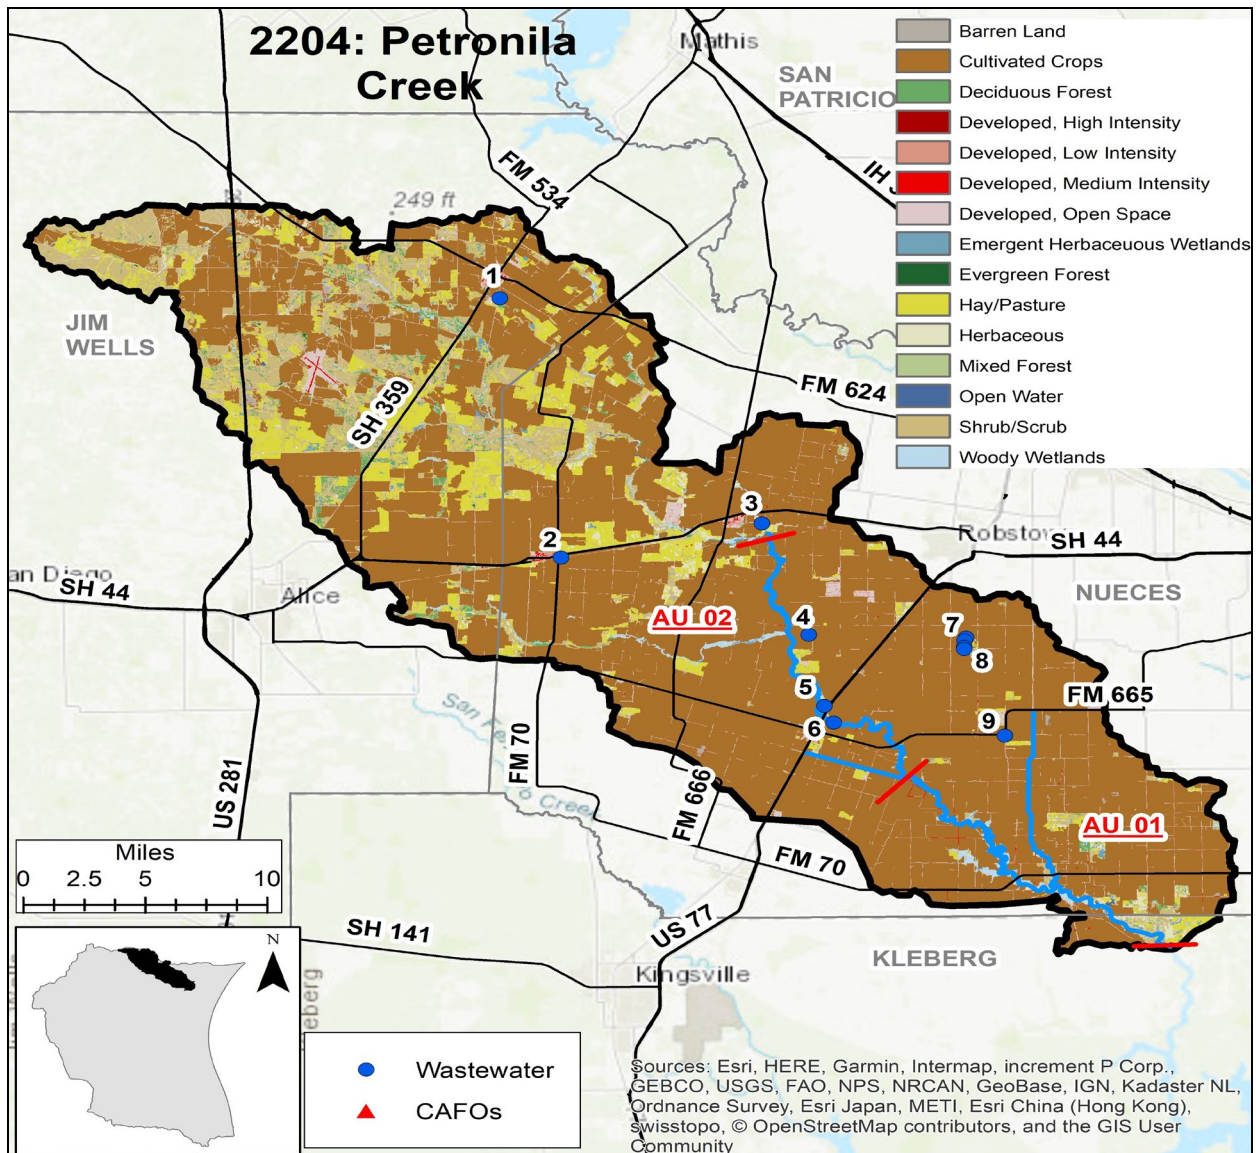 2204: Petronila
Creek
Mathis
SAN
PATRICIO
Barren Land
Cultivated Crops
Deciduous Forest
Developed, High Intensity
Developed, Low Intensity
Developed, Medium Intensity
Developed, Open Space
Emergent Herbaceuous Wetlands
Evergreen Forest
Hay/Pasture
Herbaceous
Mixed Forest
Open Water
Shrub/Scrub
Woody Wetlands
IH
FM 534
249 ft
1
JIM
WELLS
SH 359
FM 624
3
2
SH 44
Alice
AU_02
4
5
6
7
8
9
SH 44
NUECES
FM 665
AU_01
US 281
FM 70
FM 666
FM 70
US 77
SH 141
Kingsville
KLEBERG
Miles
0 2.5 5 10
N
Wastewater
CAFOs
Sources: Esri, HERE, Garmin, Intermap, increment P Corp.,
GEBCO, USGS, FAO, NPS, NRCAN, GeoBase, IGN, Kadaster NL,
Ordnance Survey, Esri Japan, METI, Esri China (Hong Kong),
swisstopo, © OpenStreetMap contributors, and the GIS User
Community